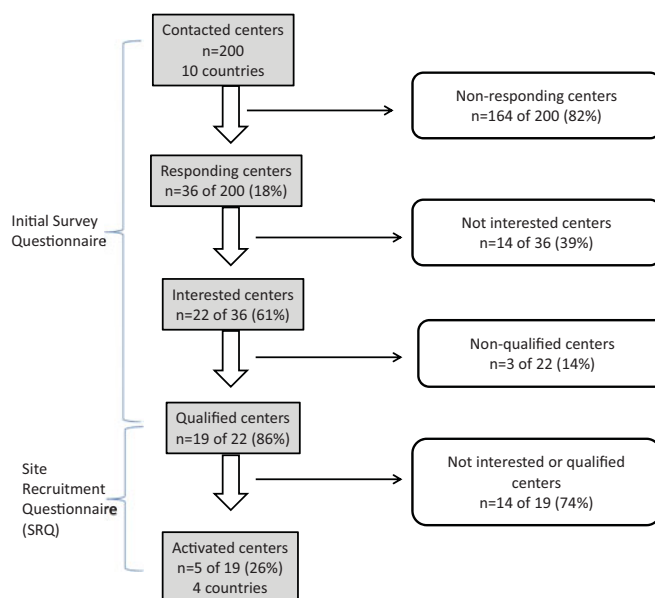 Contacted centers
n=200
10 countries
Non-responding centers
n=164 of 200 (82%)
Responding centers
n=36 of 200 (18%)
Initial Survey
Questionnaire
Not interested centers
n=14 of 36 (39%)
Interested centers
n=22 of 36 (61%)
Non-qualified centers
n=3 of 22 (14%)
Qualified centers
n=19 of 22 (86%)
Site
Recruitment
Questionnaire
(SRQ)
Not interested or qualified
centers
n=14 of 19 (74%)
Activated centers
n=5 of 19 (26%)
4 countries